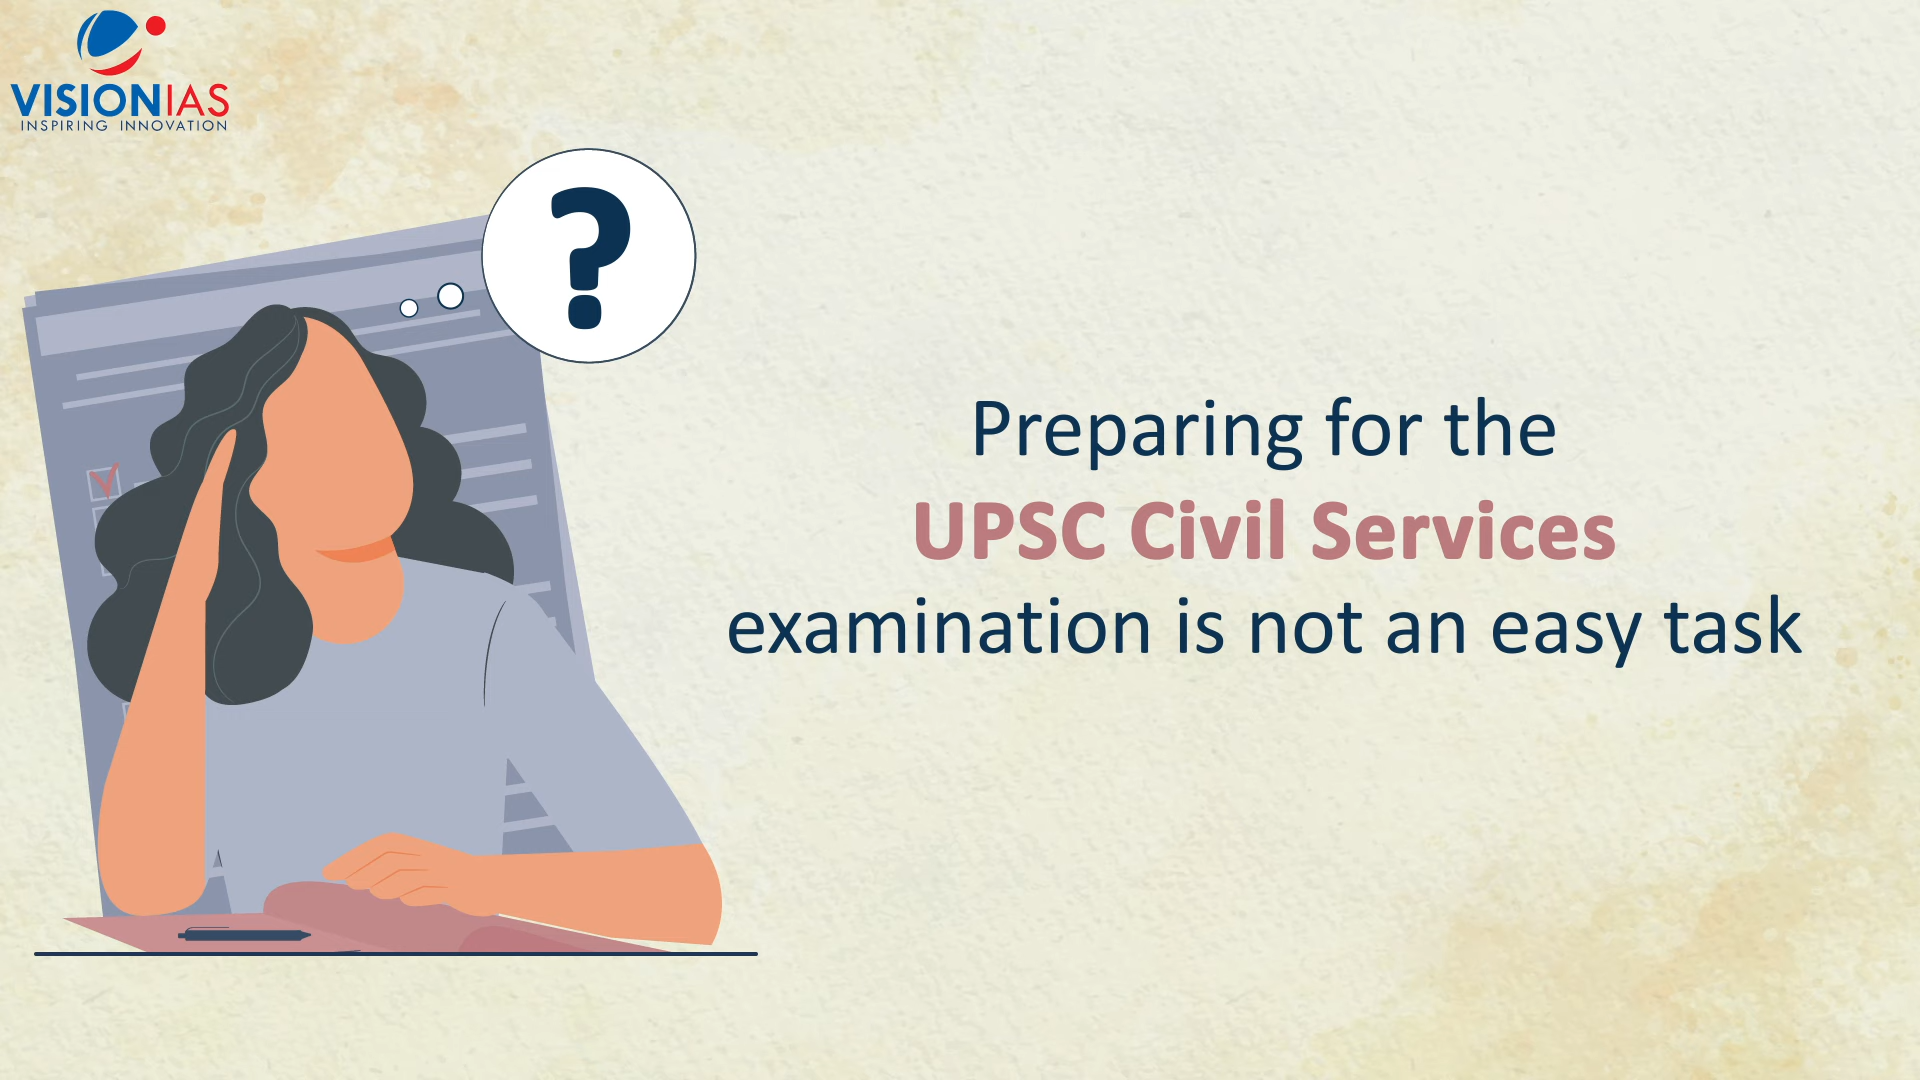 VISIONIAS
INSPIRING INNOVATION
?
Preparing for the
UPSC Civil Services
examination is not an easy task